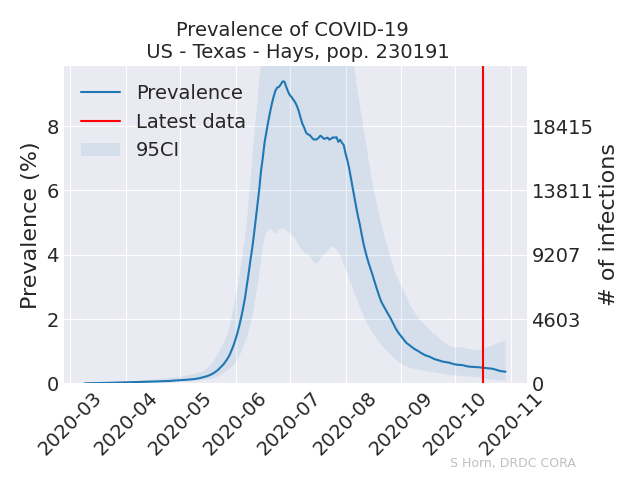 Prevalence of COVID-19
US - Texas - Hays, pop. 230191
Prevalence
Latest data
95CI
Prevalence (%)
8
6
4
2
0
18415
13811
9207
4603
0
# of infections
2020-03
2020-04
2020-05
2020-06
2020-07
2020-08
2020-09
2020-10
2020-11
S Horn, DRDC CORA